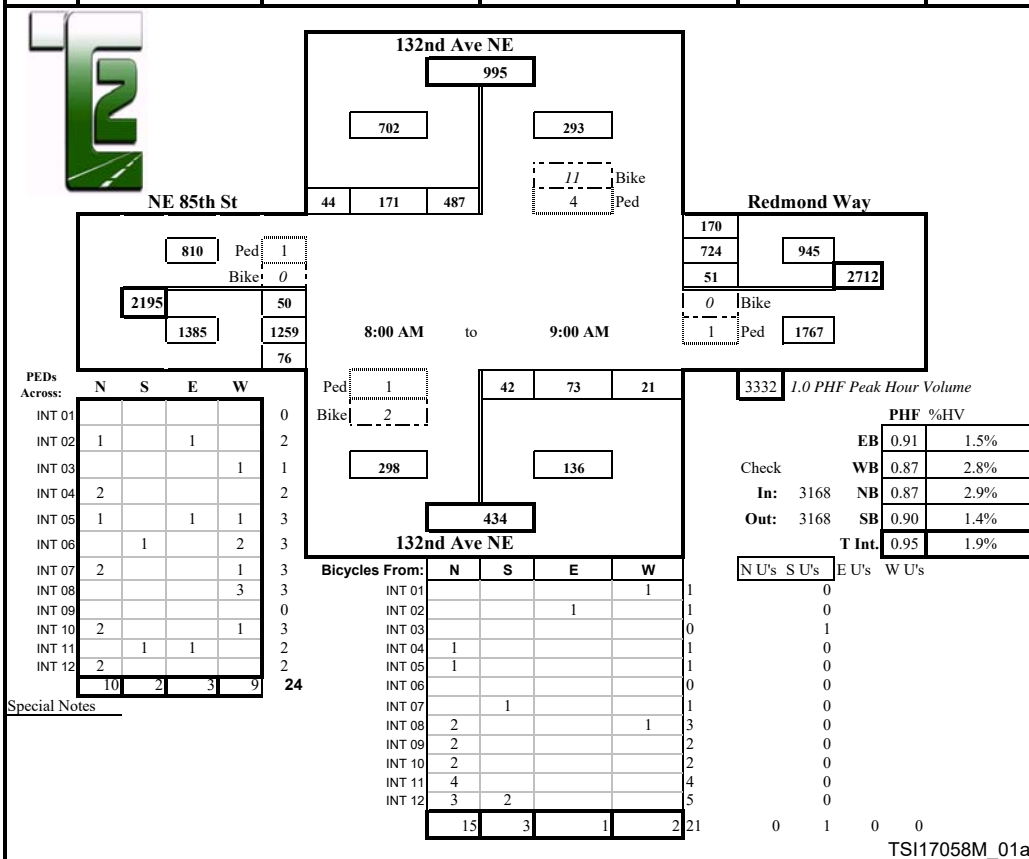 T2
132nd Ave NE
995
702 293
11 Bike
4 Ped
NE 85th St
44 171 487
Redmond Way
170
810 Ped 1
724 945
Bike 0
51 2712
2195
50
0 Bike
1385 1259
8:00 AM to 9:00 AM
1 Ped 1767
76
PEDs Across: N S E W
Ped 1
42 73 21
3332 1.0 PHF Peak Hour Volume
Bike 2
PHF %HV
EB 0.91 1.5%
298 136
Check WB 0.87 2.8%
In: 3168 NB 0.87 2.9%
434
Out: 3168 SB 0.90 1.4%
132nd Ave NE
T Int. 0.95 1.9%
INT 01 0
INT 02 1 1 2
INT 03 1 1
INT 04 2 2
INT 05 1 1 1 3
INT 06 1 2 3
INT 07 2 1 3
INT 08 3 3
INT 09 0
INT 10 2 1 3
INT 11 1 1 2
INT 12 2 2
10 2 3 9 24
Special Notes
Bicycles From: N S E W
N U's S U's E U's W U's
INT 01 1 1 0
INT 02 1 1 0
INT 03 0 1
INT 04 1 1 0
INT 05 1 1 0
INT 06 0 0
INT 07 1 1 0
INT 08 2 1 3 0
INT 09 2 2 0
INT 10 2 2 0
INT 11 4 4 0
INT 12 3 2 5 0
15 3 1 2 21 0 1 0 0
TSI17058M_01a